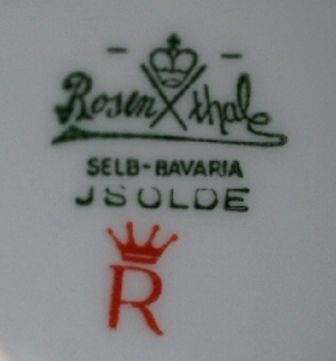 Rosenthal
SELB-BAVARIA
JSOLDE
R